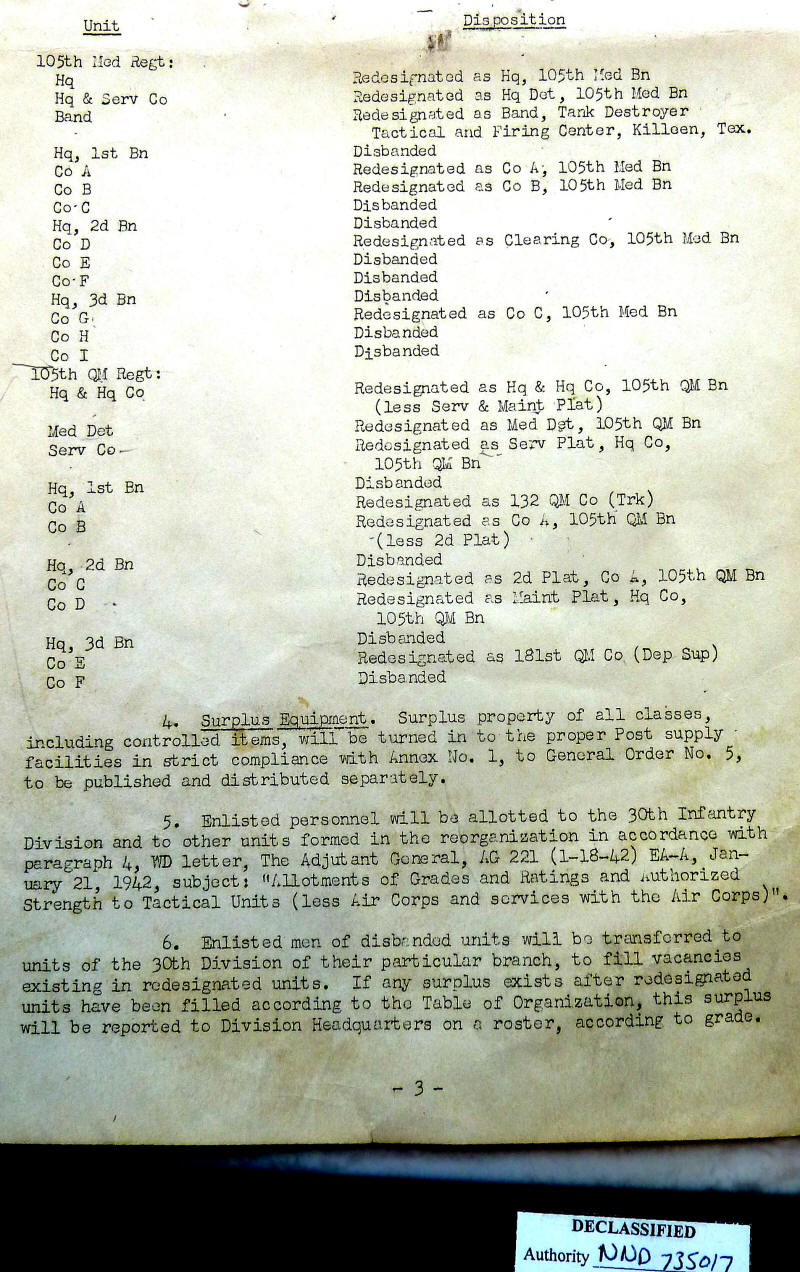 Unit Disposition
105th Med Regt:
Hq Redesignated as Hq, 105th Med Bn
Hq & Serv Co Redesignated as Hq Det, 105th Med Bn
Band Redesignated as Band, Tank Destroyer
Tactical and Firing Center, Killeen, Tex.
Hq, 1st Bn Disbanded
Co A Redesignated as Co A, 105th Med Bn
Co B Redesignated as Co B, 105th Med Bn
Co C Disbanded
Hq, 2d Bn Disbanded
Co D Redesignated as Clearing Co, 105th Med Bn
Co E Disbanded
Co F Disbanded
Hq, 3d Bn Disbanded
Co G Redesignated as Co C, 105th Med Bn
Co H Disbanded
Co I Disbanded
105th QM Regt:
Hq & Hq Co Redesignated as Hq & Hq Co, 105th QM Bn
(less Serv & Maint Plat)
Med Det Redesignated as Med Det, 105th QM Bn
Serv Co Redesignated as Serv Plat, Hq Co,
105th QM Bn
Hq, 1st Bn Disbanded
Co A Redesignated as 132 QM Co (Trk)
Co B Redesignated as Co A, 105th QM Bn
(less 2d Plat)
Hq, 2d Bn Disbanded
Co C Redesignated as 2d Plat, Co A, 105th QM Bn
Co D Redesignated as Maint Plat, Hq Co,
105th QM Bn
Hq, 3d Bn Disbanded
Co E Redesignated as 181st QM Co (Dep Sup)
Co F Disbanded
4. Surplus Equipment. Surplus property of all classes,
including controlled items, will be turned in to the proper Post supply
facilities in strict compliance with Annex No. 1, to General Order No. 5,
to be published and distributed separately.
5. Enlisted personnel will be allotted to the 30th Infantry
Division and to other units formed in the reorganization in accordance with
paragraph 4, WD letter, The Adjutant General, AG 221 (1-18-42) EA-A, Jan-
uary 21, 1942, subject: "Allotments of Grades and Ratings and Authorized
Strength to Tactical Units (less Air Corps and services with the Air Corps)".
6. Enlisted men of disbanded units will be transferred to
units of the 30th Division of their particular branch, to fill vacancies
existing in redesignated units. If any surplus exists after redesignated
units have been filled according to the Table of Organization, this surplus
will be reported to Division Headquarters on a roster, according to grade.
- 3 -
DECLASSIFIED
Authority NND 735017